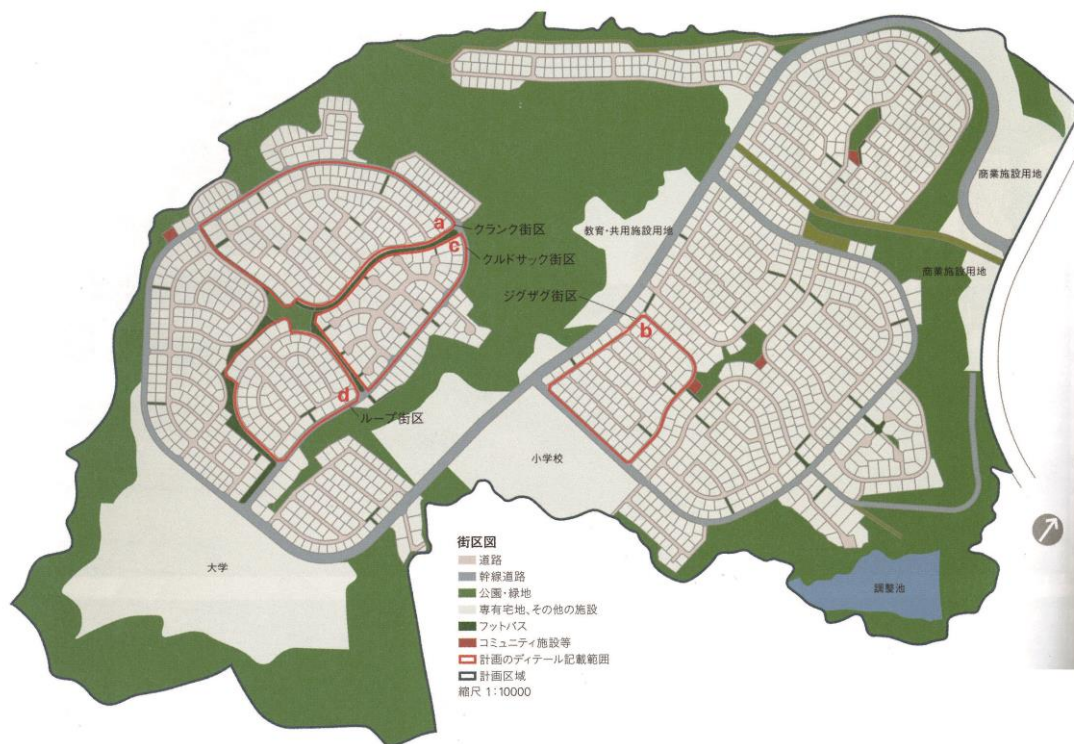 商業施設用地
a
クランク街区
教育・共用施設用地
c
クルドサック街区
商業施設用地
ジグザグ街区
b
d
ループ街区
小学校
大学
調整池
街区図
道路
幹線道路
公園・緑地
専有宅地、その他の施設
フットパス
コミュニティ施設等
計画のディテール記載範囲
計画区域
縮尺 1:10000